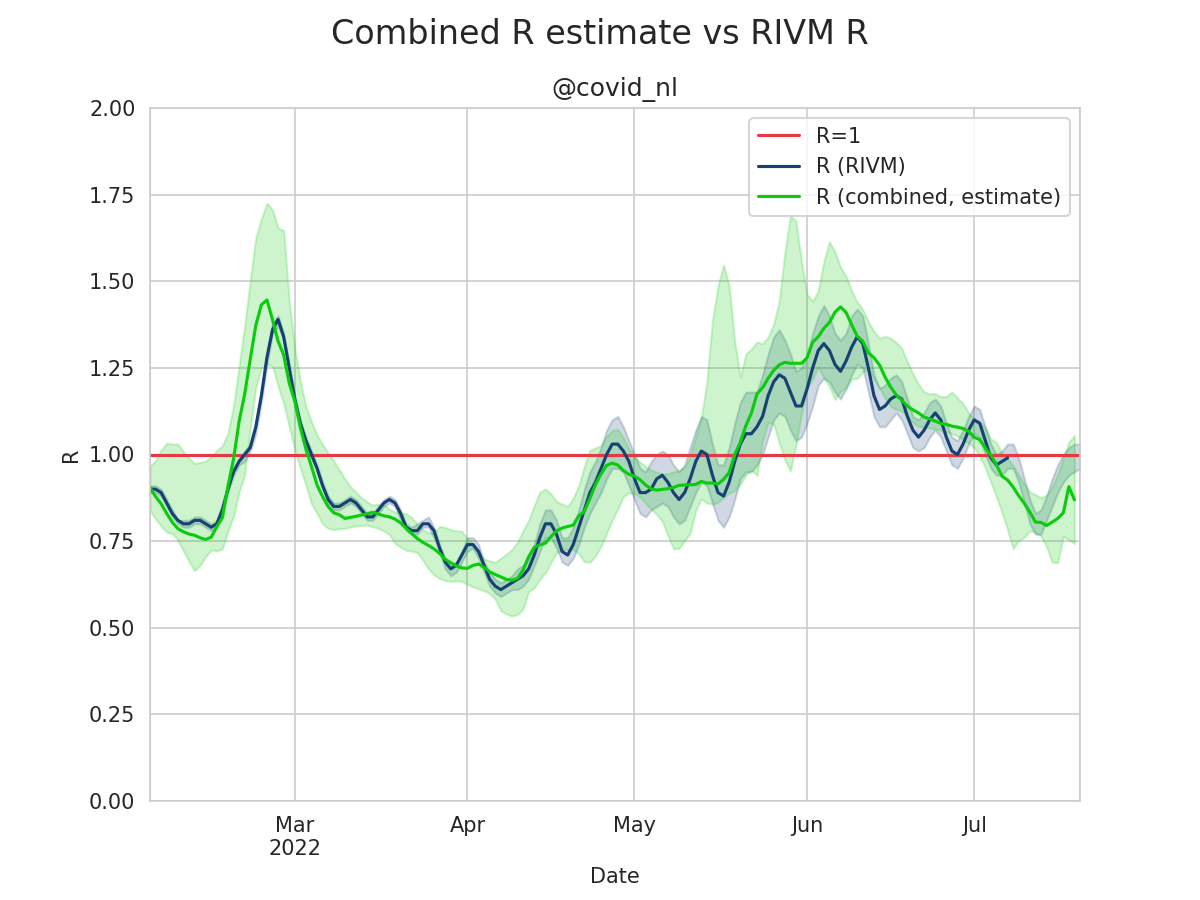 Combined R estimate vs RIVM R
@covid_nl
2.00
1.75
1.50
1.25
1.00
0.75
0.50
0.25
0.00
R
R=1
R (RIVM)
R (combined, estimate)
Mar
2022
Apr
May
Jun
Jul
Date